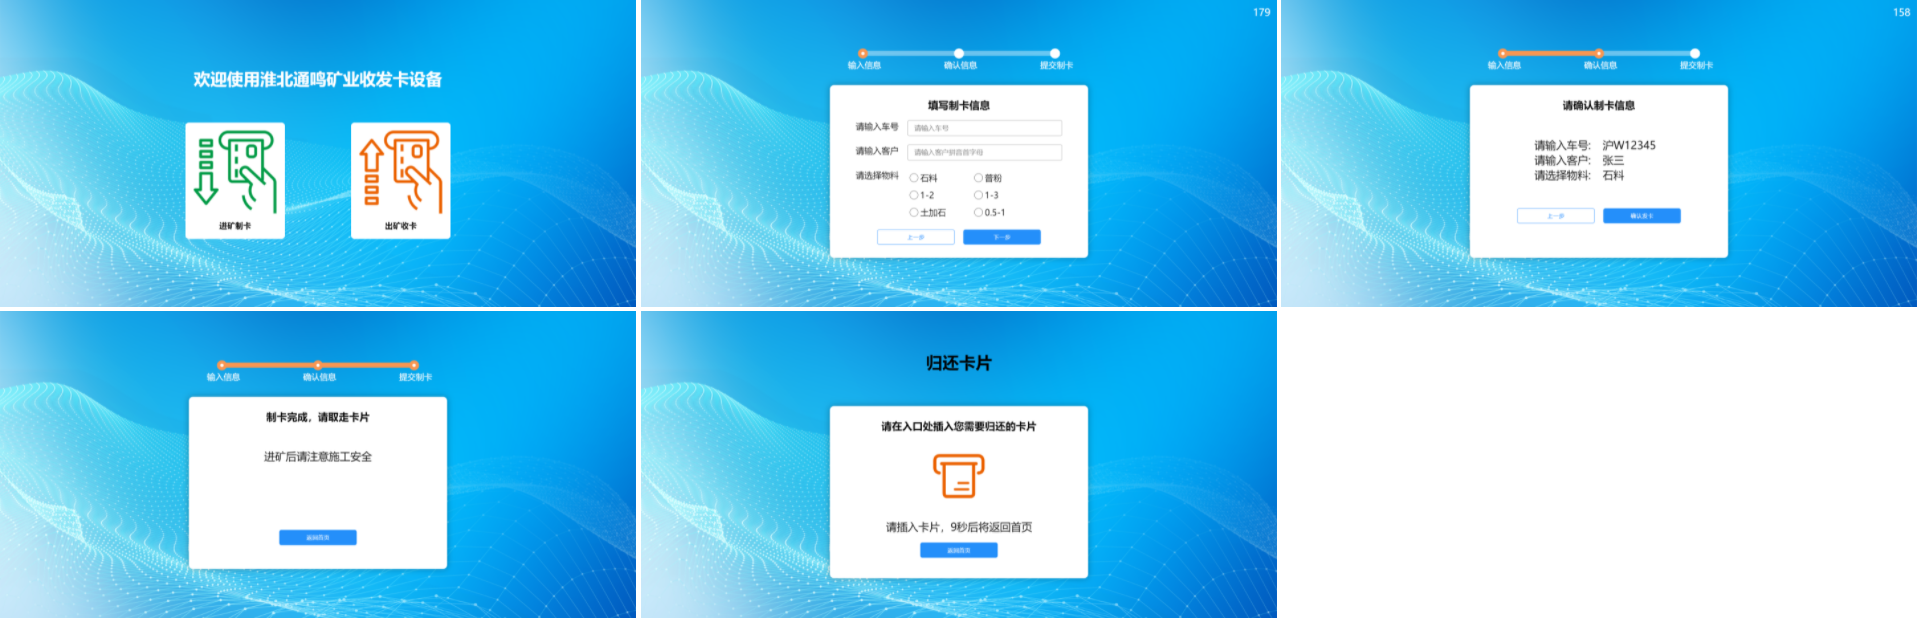 欢迎使用淮北通鸣矿业收发卡设备
进矿制卡
出矿收卡
179
输入信息
确认信息
提交制卡
填写制卡信息
请输入车号 请输入车号
请输入客户 请输入客户拼音首字母
请选择物料 石料 普粉
1-2 1-3
土加石 0.5-1
上一步 下一步
158
输入信息
确认信息
提交制卡
请确认制卡信息
请输入车号: 沪W12345
请输入客户: 张三
请选择物料: 石料
上一步 确认发卡
输入信息
确认信息
提交制卡
制卡完成，请取走卡片
进矿后请注意施工安全
返回首页
归还卡片
请在入口处插入您需要归还的卡片
请插入卡片，9秒后将返回首页
返回首页